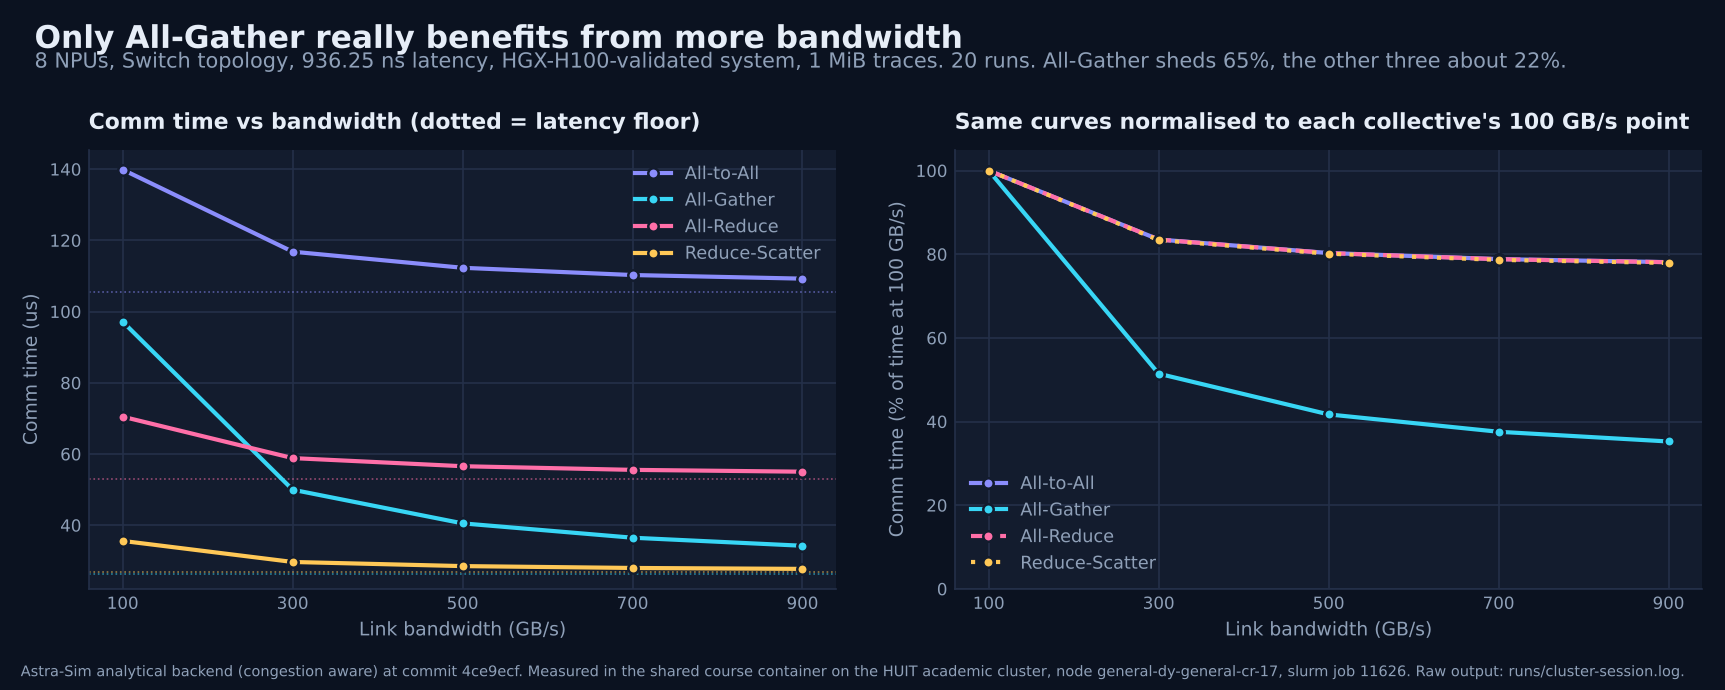 Only All-Gather really benefits from more bandwidth
8 NPUs, Switch topology, 936.25 ns latency, HGX-H100-validated system, 1 MiB traces. 20 runs. All-Gather sheds 65%, the other three about 22%.
Comm time vs bandwidth (dotted = latency floor)
Comm time (us)
140
120
100
80
60
40
All-to-All
All-Gather
All-Reduce
Reduce-Scatter
100 300 500 700 900
Link bandwidth (GB/s)
Same curves normalised to each collective's 100 GB/s point
Comm time (% of time at 100 GB/s)
100
80
60
40
20
0
All-to-All
All-Gather
All-Reduce
Reduce-Scatter
100 300 500 700 900
Link bandwidth (GB/s)
Astra-Sim analytical backend (congestion aware) at commit 4ce9ecf. Measured in the shared course container on the HUIT academic cluster, node general-dy-general-cr-17, slurm job 11626. Raw output: runs/cluster-session.log.